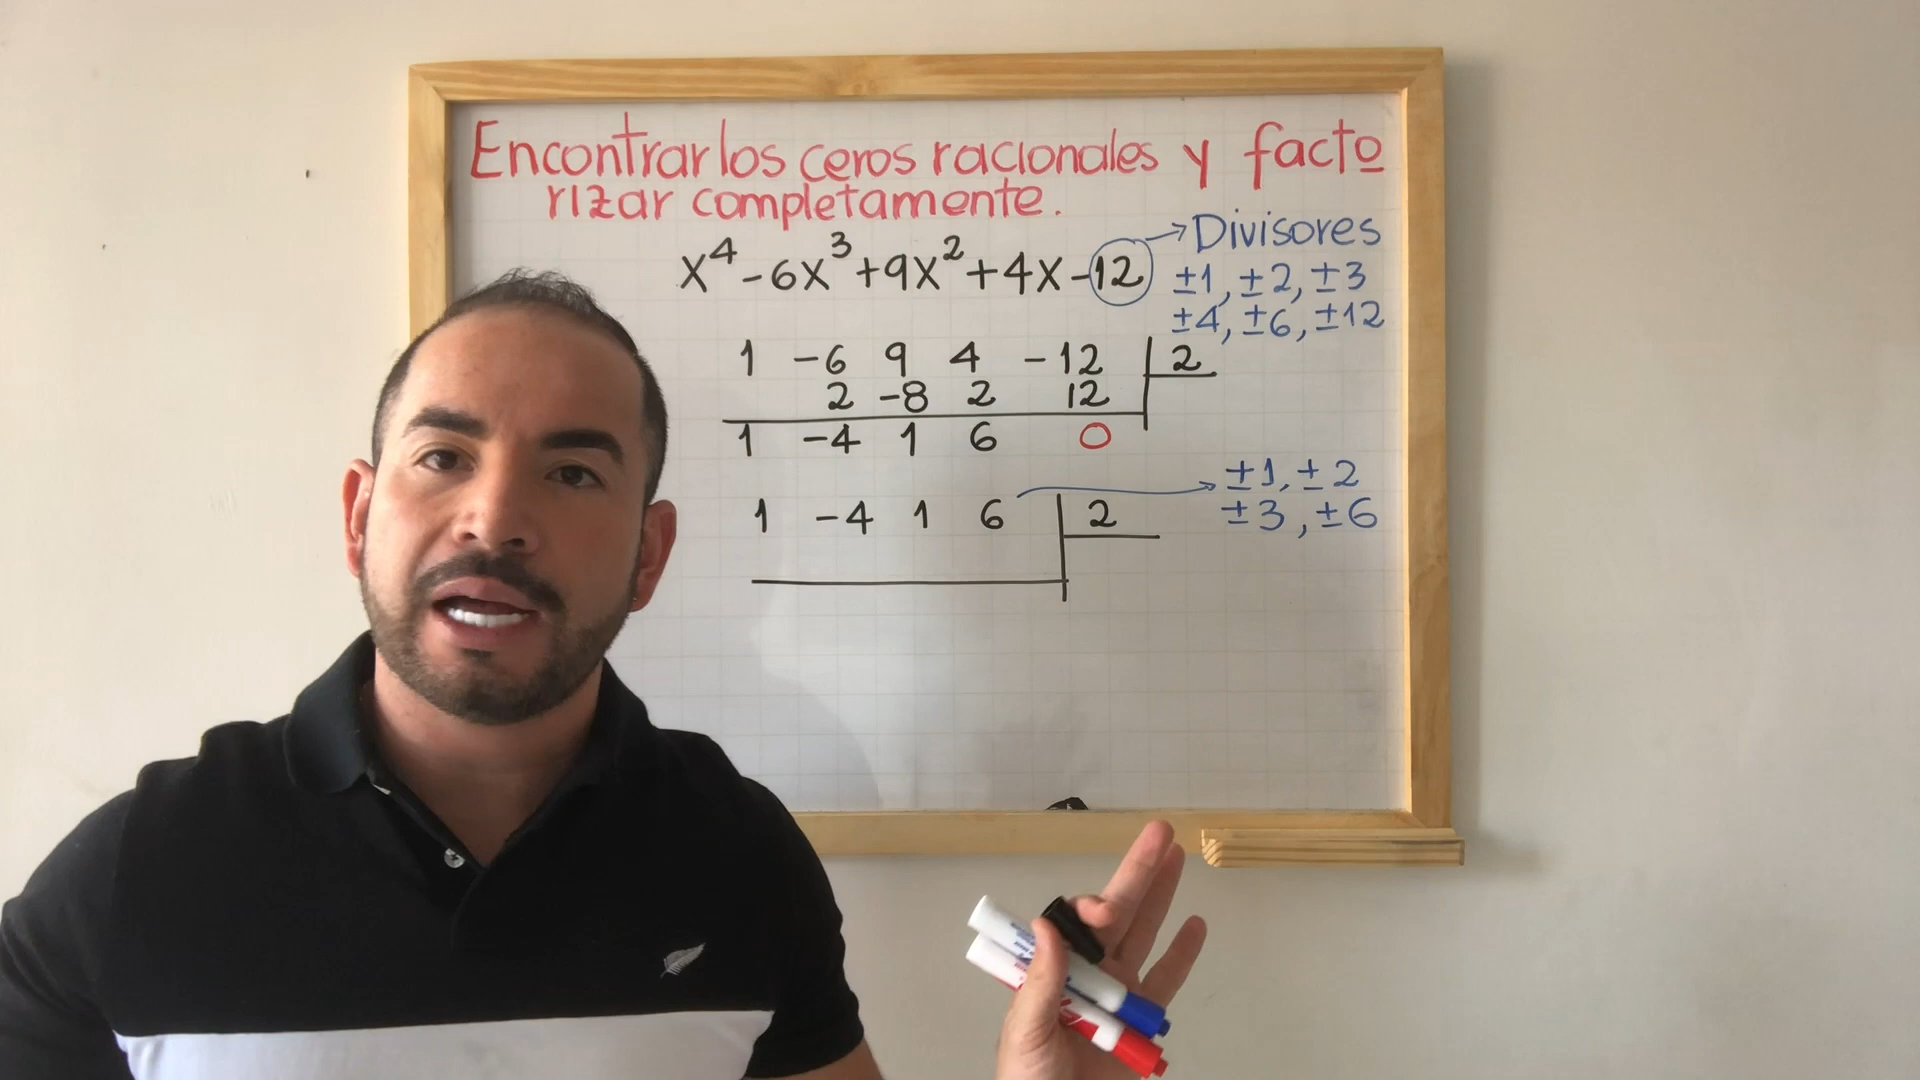 Encontrar los ceros racionales y facto
rizar completamente.
x⁴-6x³+9x²+4x-12 → Divisores
±1, ±2, ±3
±4, ±6, ±12
1 -6 9 4 -12 | 2
2 -8 2 12
1 -4 1 6 0
1 -4 1 6 | 2 → ±1, ±2
±3, ±6